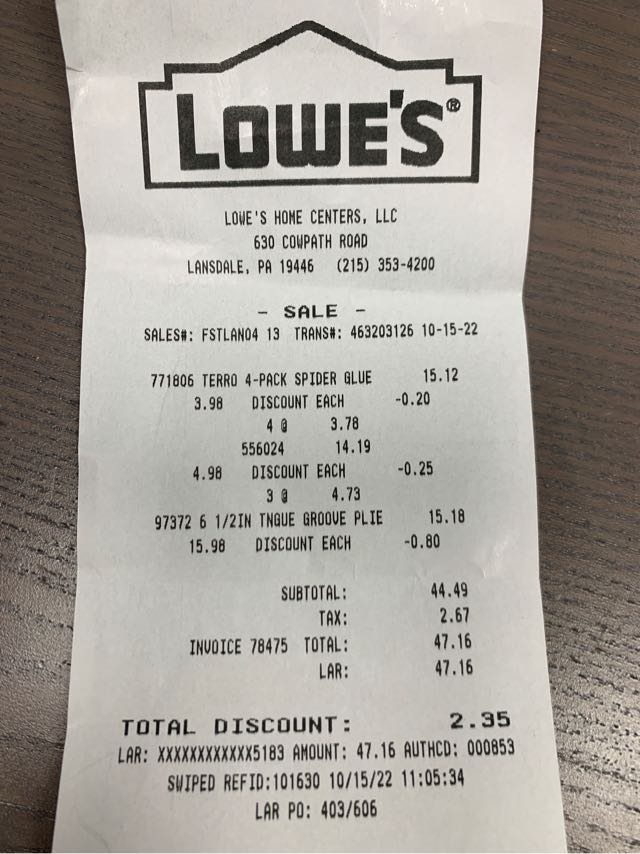 LOWE'S®
LOWE'S HOME CENTERS, LLC
630 COWPATH ROAD
LANSDALE, PA 19446 (215) 353-4200
- SALE -
SALES#: FSTLAN04 13 TRANS#: 463203126 10-15-22
771806 TERRO 4-PACK SPIDER GLUE 15.12
3.98 DISCOUNT EACH -0.20
4 @ 3.78
556024 14.19
4.98 DISCOUNT EACH -0.25
3 @ 4.73
97372 6 1/2IN TNGUE GROOVE PLIE 15.18
15.98 DISCOUNT EACH -0.80
SUBTOTAL: 44.49
TAX: 2.67
INVOICE 78475 TOTAL: 47.16
LAR: 47.16
TOTAL DISCOUNT: 2.35
LAR: XXXXXXXXXXXX5183 AMOUNT: 47.16 AUTHCD: 000853
SWIPED REFID:101630 10/15/22 11:05:34
LAR PO: 403/606